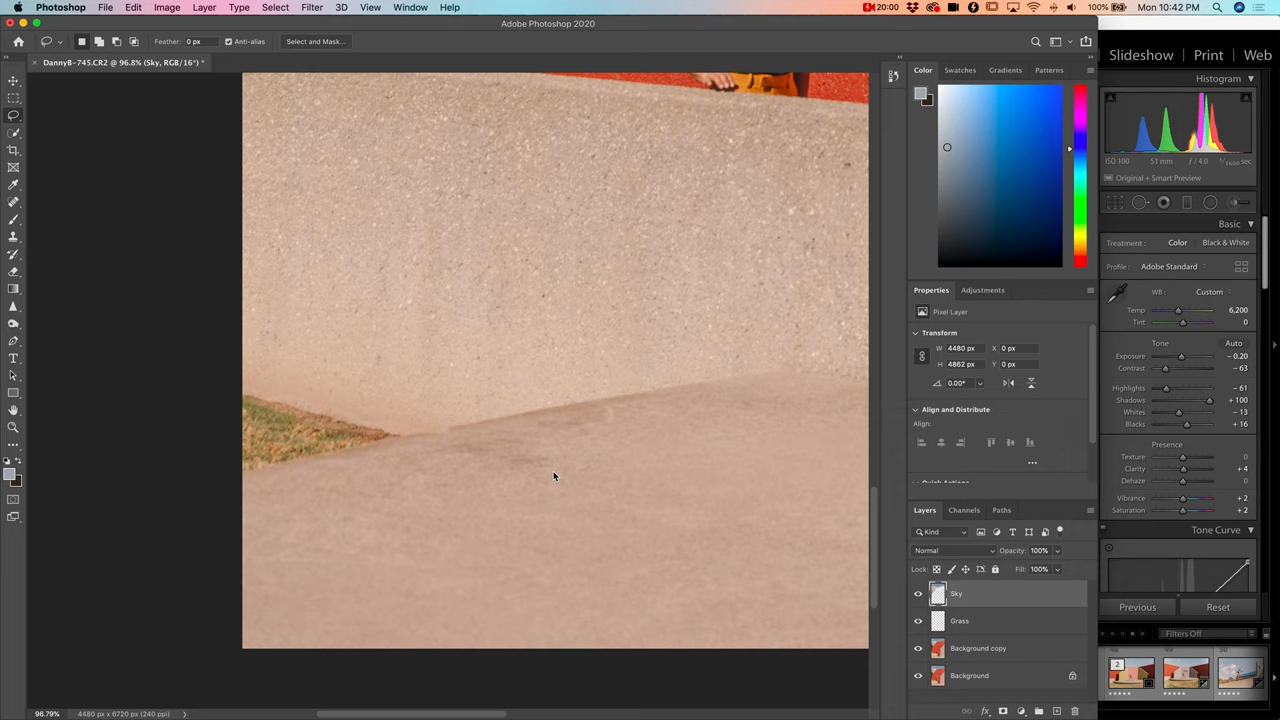 Photoshop File Edit Image Layer Type Select Filter 3D View Window Help 20:00 100% Mon 10:42 PM
Adobe Photoshop 2020
Feather: 0 px Anti-alias Select and Mask...
DannyB-745.CR2 @ 96.8% (Sky, RGB/16*) *
Color Swatches Gradients Patterns
Properties Adjustments
Pixel Layer
Transform
W 4480 px X 0 px
H 4862 px Y 0 px
0.00°
Align and Distribute
Align:
Layers Channels Paths
Kind
Normal Opacity: 100%
Lock: Fill: 100%
Sky
Grass
Background copy
Background
96.79% 4480 px x 6720 px (240 ppi)
Slideshow Print Web
Histogram
ISO 100 51 mm ƒ / 4.0 1/1600 sec
Original + Smart Preview
Basic
Treatment: Color Black & White
Profile: Adobe Standard
WB: Custom
Temp 6,200
Tint 0
Tone Auto
Exposure – 0.20
Contrast – 63
Highlights – 61
Shadows + 100
Whites – 13
Blacks + 16
Presence
Texture 0
Clarity + 4
Dehaze 0
Vibrance + 2
Saturation + 2
Tone Curve
Previous Reset
Filters Off
2